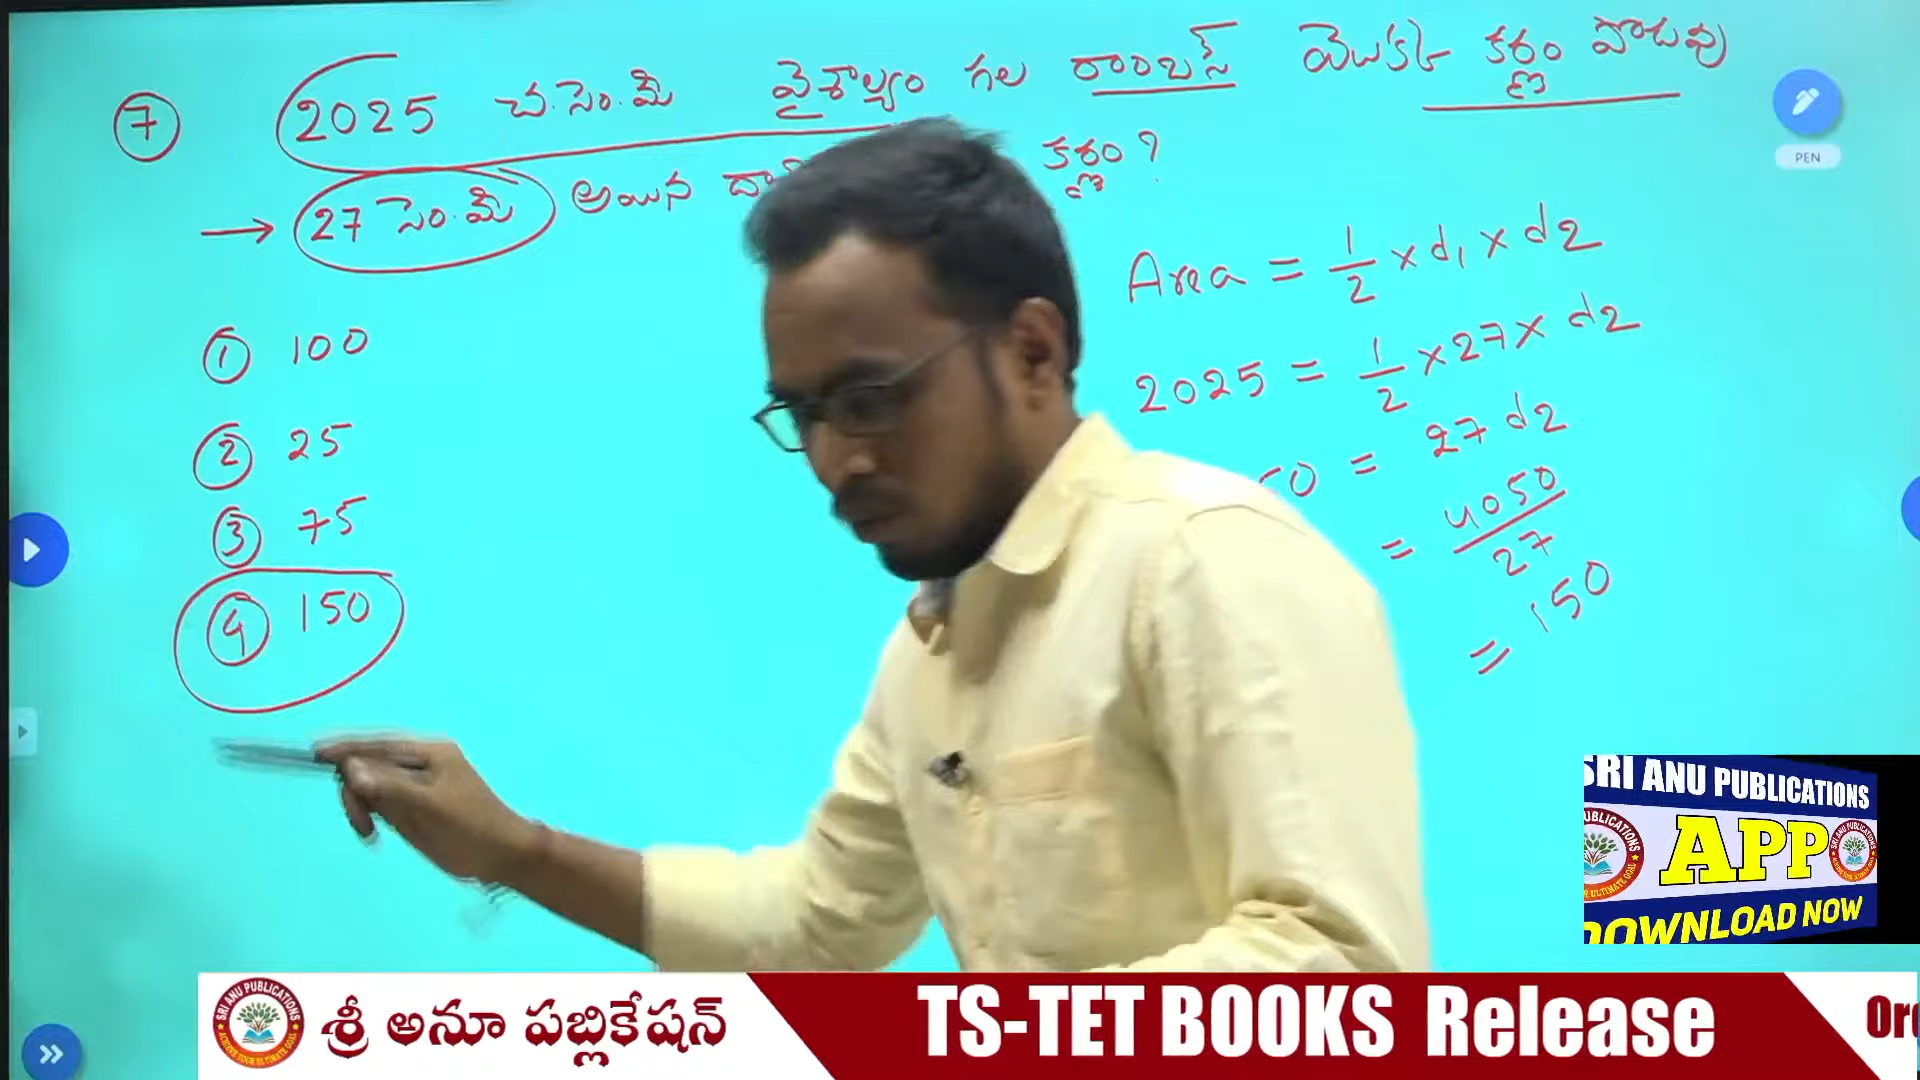 7 2025 చ.సెం.మీ వైశాల్యం గల రాంబస్ యొక్క కర్ణం పొడవు
→ 27 సెం.మీ అయిన కర్ణం?
1 100
2 25
3 75
4 150
Area = 1/2 × d1 × d2
2025 = 1/2 × 27 × d2
50 = 27 d2
= 4050/27
= 150
PEN
SRI ANU PUBLICATIONS
APP
DOWNLOAD NOW
శ్రీ అనూ పబ్లికేషన్
TS-TET BOOKS Release